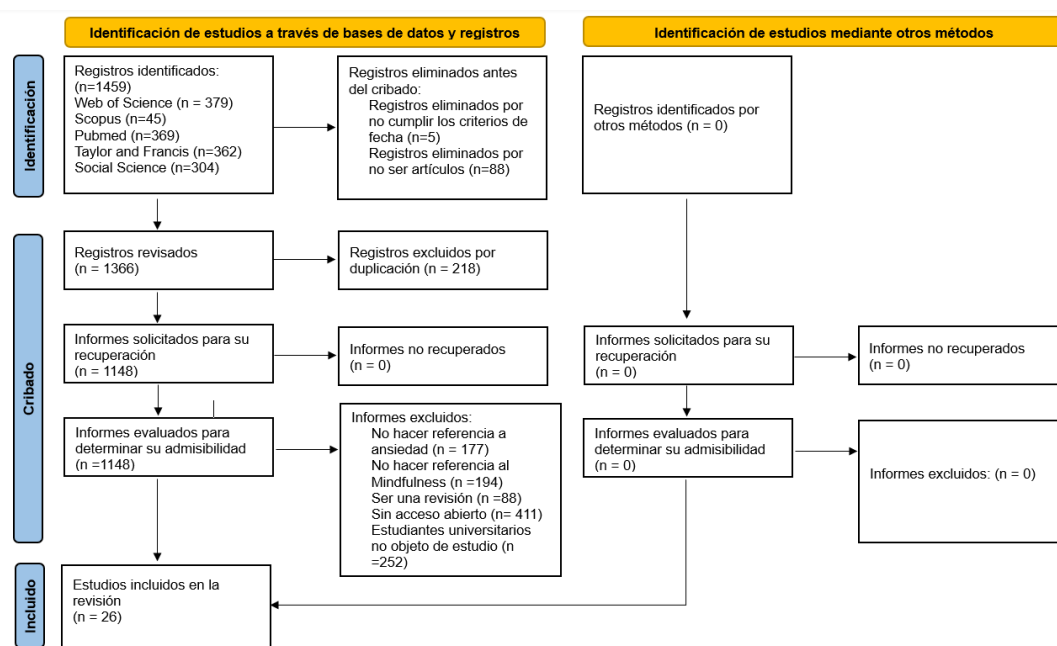 Identificación de estudios a través de bases de datos y registros
Identificación de estudios mediante otros métodos
Identificación
Registros identificados:
(n=1459)
Web of Science (n = 379)
Scopus (n=45)
Pubmed (n=369)
Taylor and Francis (n=362)
Social Science (n=304)
Registros eliminados antes
del cribado:
Registros eliminados por
no cumplir los criterios de
fecha (n=5)
Registros eliminados por
no ser artículos (n=88)
Registros identificados por
otros métodos (n = 0)
Cribado
Registros revisados
(n = 1366)
Registros excluidos por
duplicación (n = 218)
Informes solicitados para su
recuperación
(n = 1148)
Informes no recuperados
(n = 0)
Informes solicitados para su
recuperación
(n = 0)
Informes no recuperados
(n = 0)
Informes evaluados para
determinar su admisibilidad
(n =1148)
Informes excluidos:
No hacer referencia a
ansiedad (n = 177)
No hacer referencia al
Mindfulness (n =194)
Ser una revisión (n =88)
Sin acceso abierto (n= 411)
Estudiantes universitarios
no objeto de estudio (n
=252)
Informes evaluados para
determinar su admisibilidad
(n = 0)
Informes excluidos: (n = 0)
Incluido
Estudios incluidos en la
revisión
(n = 26)